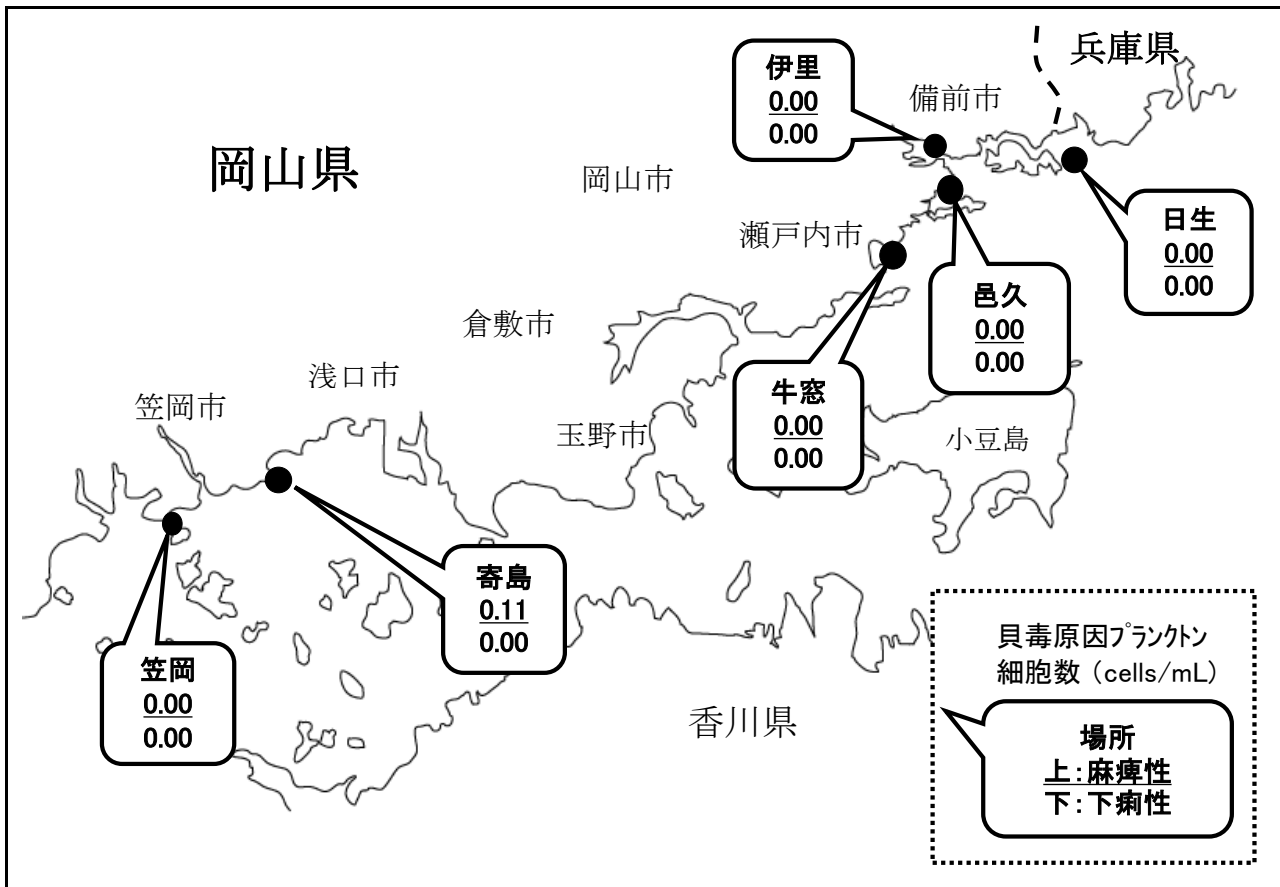 兵庫県
伊里
0.00
0.00
備前市
岡山県
岡山市
日生
0.00
0.00
瀬戸内市
邑久
0.00
0.00
倉敷市
浅口市
牛窓
0.00
0.00
笠岡市
玉野市
小豆島
寄島
0.11
0.00
笠岡
0.00
0.00
香川県
貝毒原因プランクトン
細胞数 (cells/mL)
場所
上:麻痺性
下:下痢性